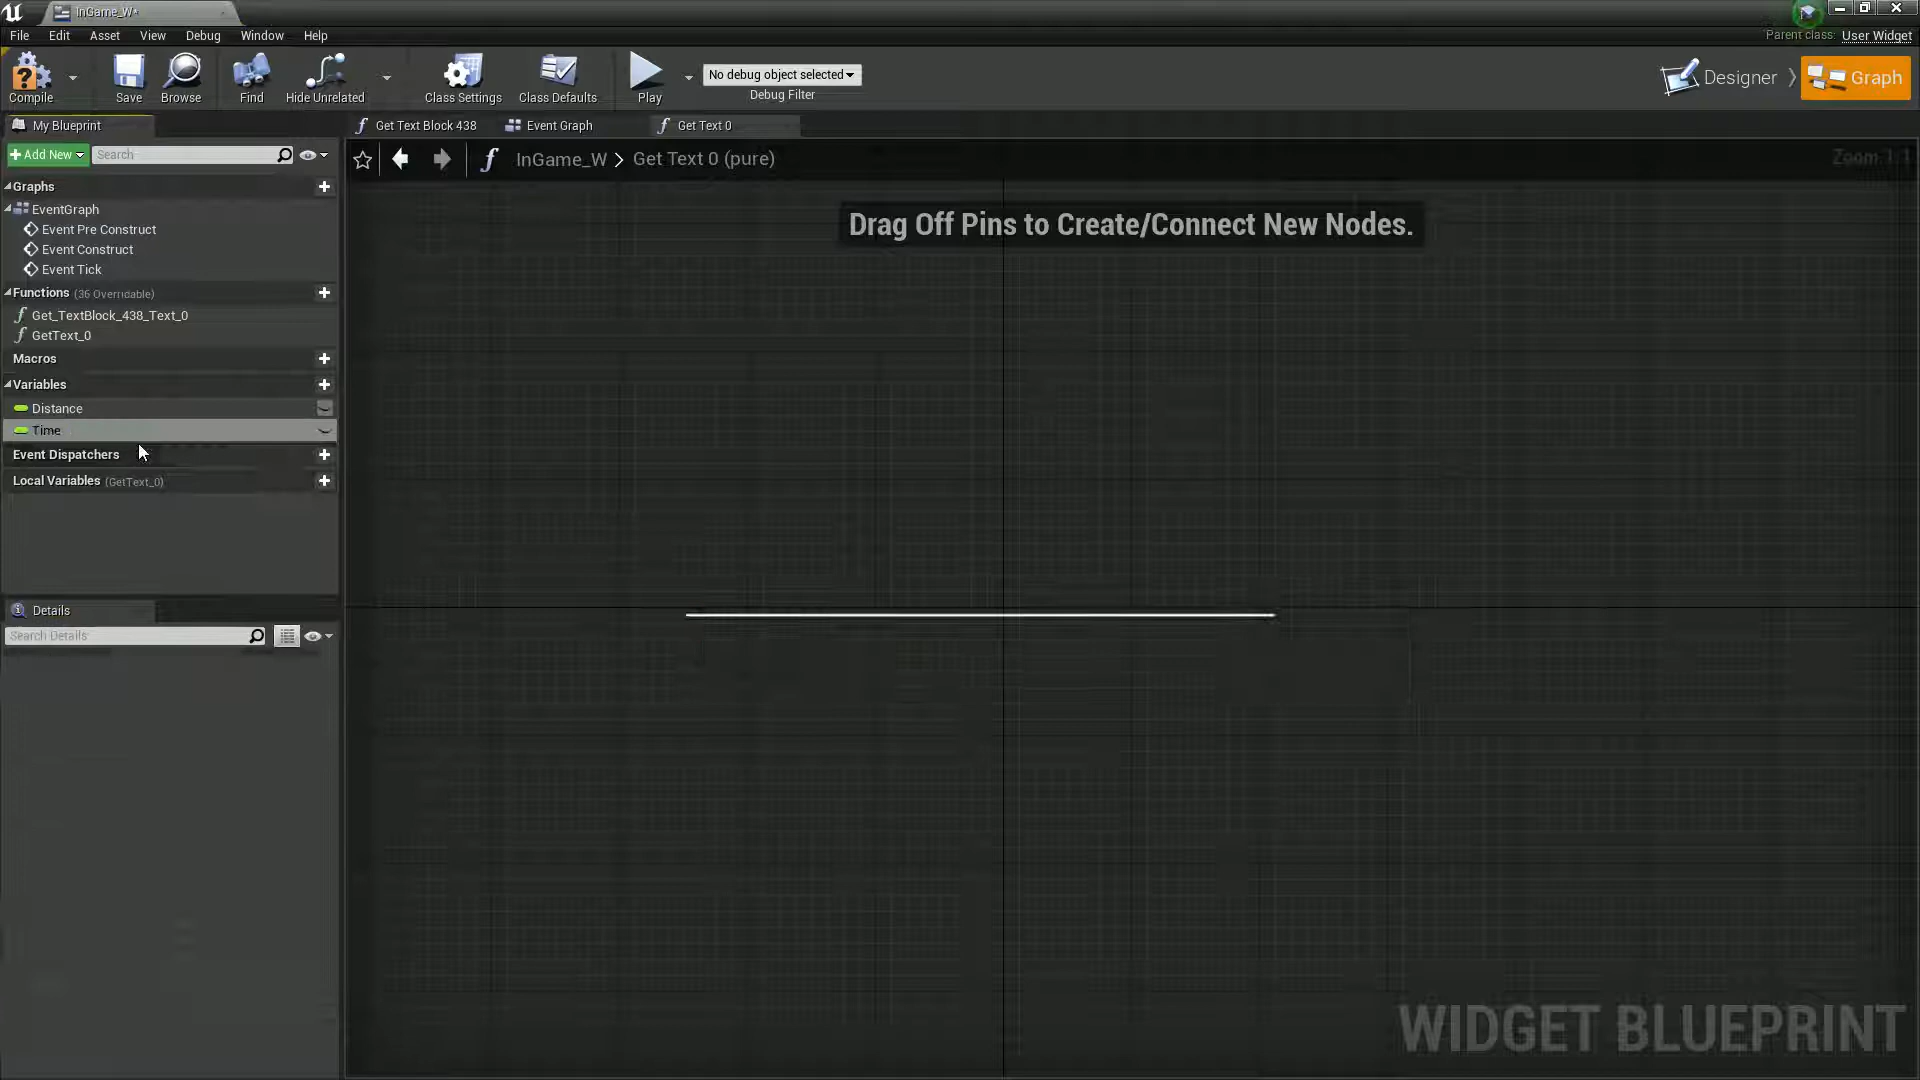 InGame_W*
File Edit Asset View Debug Window Help
Parent class: User Widget
Compile Save Browse Find Hide Unrelated Class Settings Class Defaults Play
No debug object selected
Debug Filter
Designer Graph
My Blueprint
Get Text Block 438 Event Graph Get Text 0
Add New Search
InGame_W > Get Text 0 (pure)
Zoom 1:1
Graphs
Drag Off Pins to Create/Connect New Nodes.
EventGraph
Event Pre Construct
Event Construct
Event Tick
Functions (36 Overridable)
Get_TextBlock_438_Text_0
GetText_0
Macros
Variables
Distance
Time
Event Dispatchers
Local Variables (GetText_0)
Details
Search Details
WIDGET BLUEPRINT